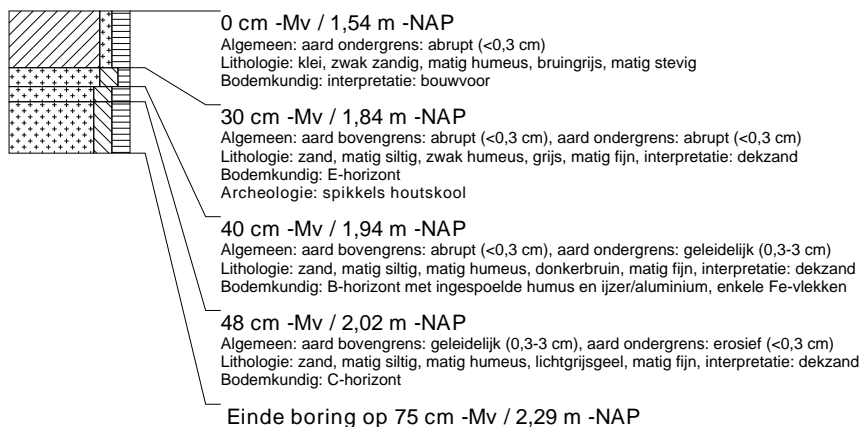 0 cm -Mv / 1,54 m -NAP
Algemeen: aard ondergrens: abrupt (<0,3 cm)
Lithologie: klei, zwak zandig, matig humeus, bruingrijs, matig stevig
Bodemkundig: interpretatie: bouwvoor
30 cm -Mv / 1,84 m -NAP
Algemeen: aard bovengrens: abrupt (<0,3 cm), aard ondergrens: abrupt (<0,3 cm)
Lithologie: zand, matig siltig, zwak humeus, grijs, matig fijn, interpretatie: dekzand
Bodemkundig: E-horizont
Archeologie: spikkels houtskool
40 cm -Mv / 1,94 m -NAP
Algemeen: aard bovengrens: abrupt (<0,3 cm), aard ondergrens: geleidelijk (0,3-3 cm)
Lithologie: zand, matig siltig, matig humeus, donkerbruin, matig fijn, interpretatie: dekzand
Bodemkundig: B-horizont met ingespoelde humus en ijzer/aluminium, enkele Fe-vlekken
48 cm -Mv / 2,02 m -NAP
Algemeen: aard bovengrens: geleidelijk (0,3-3 cm), aard ondergrens: erosief (<0,3 cm)
Lithologie: zand, matig siltig, matig humeus, lichtgrijsgeel, matig fijn, interpretatie: dekzand
Bodemkundig: C-horizont
Einde boring op 75 cm -Mv / 2,29 m -NAP